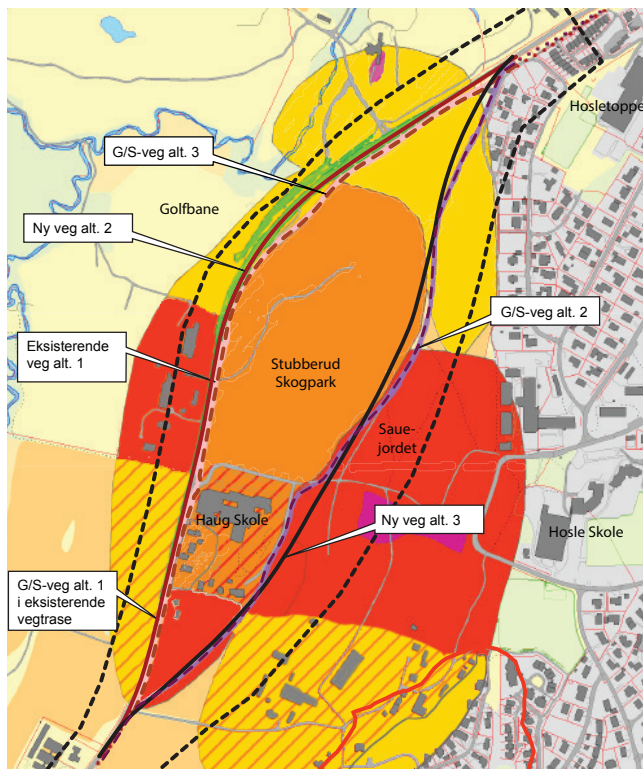 Hosletoppe
G/S-veg alt. 3
Golfbane
Ny veg alt. 2
G/S-veg alt. 2
Eksisterende
veg alt. 1
Stubberud
Skogpark
Saue-
jordet
Haug Skole
Ny veg alt. 3
Hosle Skole
G/S-veg alt. 1
i eksisterende
vegtrase